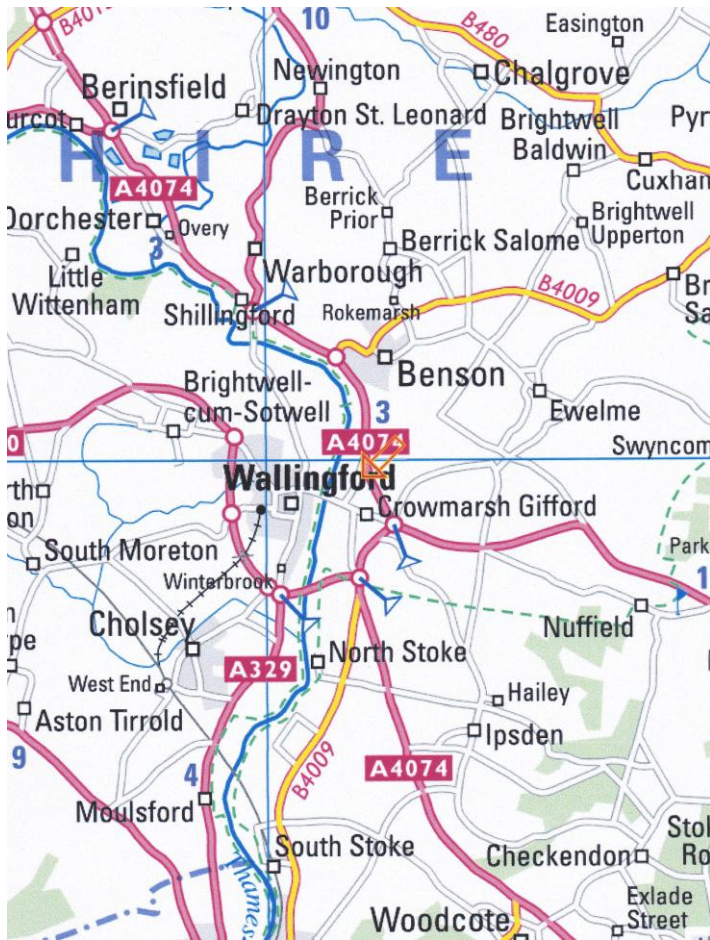 10
B480
Easington
Berinsfield
Newington
Chalgrove
Drayton St. Leonard
Brightwell
Baldwin
H I R E
A4074
Berrick
Prior
Dorchester
Overy
3
Brightwell
Upperton
Berrick Salome
Little
Wittenham
Warborough
B4009
Shillingford
Rokemarsh
Benson
Brightwell-
cum-Sotwell
Ewelme
3
A4074
Wallingford
Crowmarsh Gifford
South Moreton
Park
Winterbrook
1
Nuffield
Cholsey
North Stoke
A329
West End
Hailey
Aston Tirrold
Ipsden
9
4
B4009
A4074
Moulsford
South Stoke
Checkendon
Thames
Exlade
Street
Woodcote